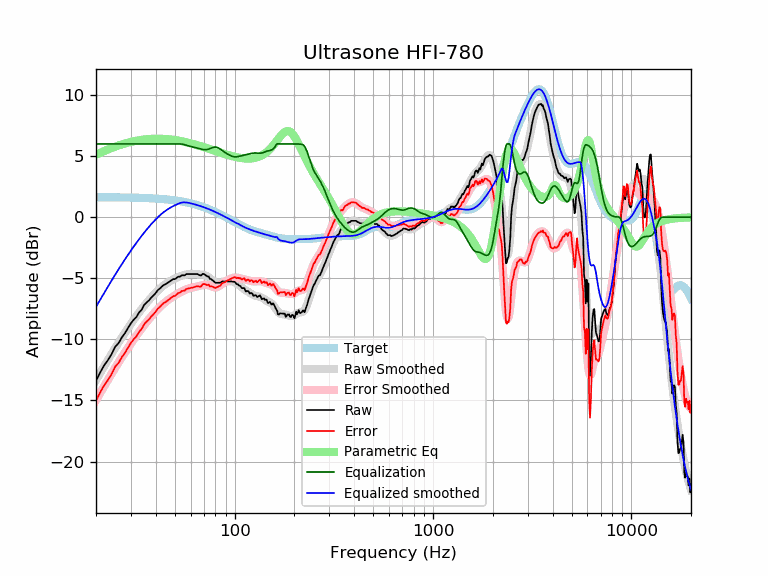 Ultrasone HFI-780
10
5
0
−5
−10
−15
−20
Amplitude (dBr)
Target
Raw Smoothed
Error Smoothed
Raw
Error
Parametric Eq
Equalization
Equalized smoothed
100
1000
10000
Frequency (Hz)